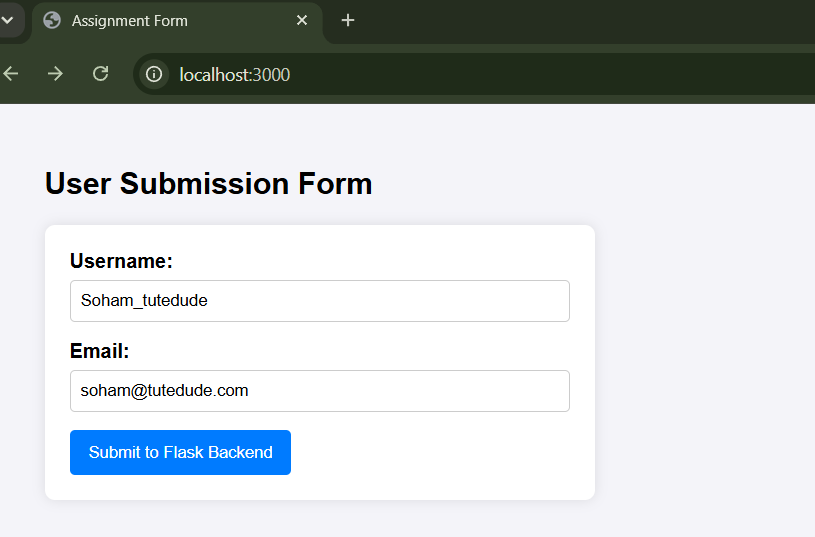 Assignment Form
localhost:3000
User Submission Form
Username:
Soham_tutedude
Email:
soham@tutedude.com
Submit to Flask Backend